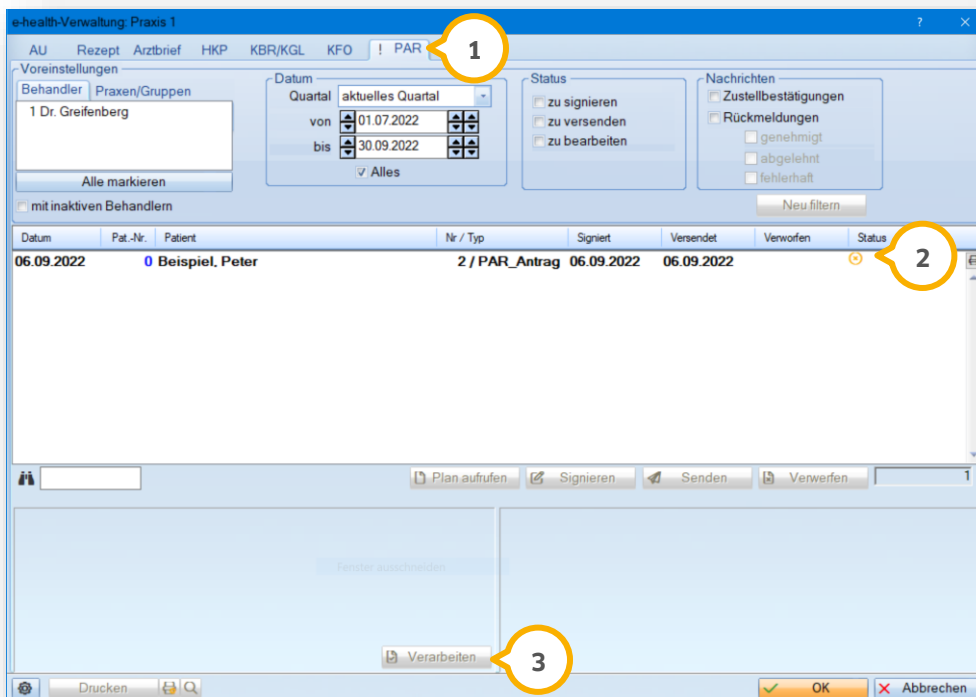 e-health-Verwaltung: Praxis 1 ?
AU Rezept Arztbrief HKP KBR/KGL KFO ! PAR 1
Voreinstellungen
Behandler Praxen/Gruppen
1 Dr. Greifenberg
Alle markieren
mit inaktiven Behandlern
Datum
Quartal aktuelles Quartal
von 01.07.2022
bis 30.09.2022
Alles
Status
zu signieren
zu versenden
zu bearbeiten
Nachrichten
Zustellbestätigungen
Rückmeldungen
genehmigt
abgelehnt
fehlerhaft
Neu filtern
Datum Pat.-Nr. Patient Nr / Typ Signiert Versendet Verworfen Status
06.09.2022 0 Beispiel, Peter 2 / PAR_Antrag 06.09.2022 06.09.2022 2
Plan aufrufen Signieren Senden Verwerfen 1
Fenster ausschneiden
Verarbeiten 3
Drucken OK Abbrechen